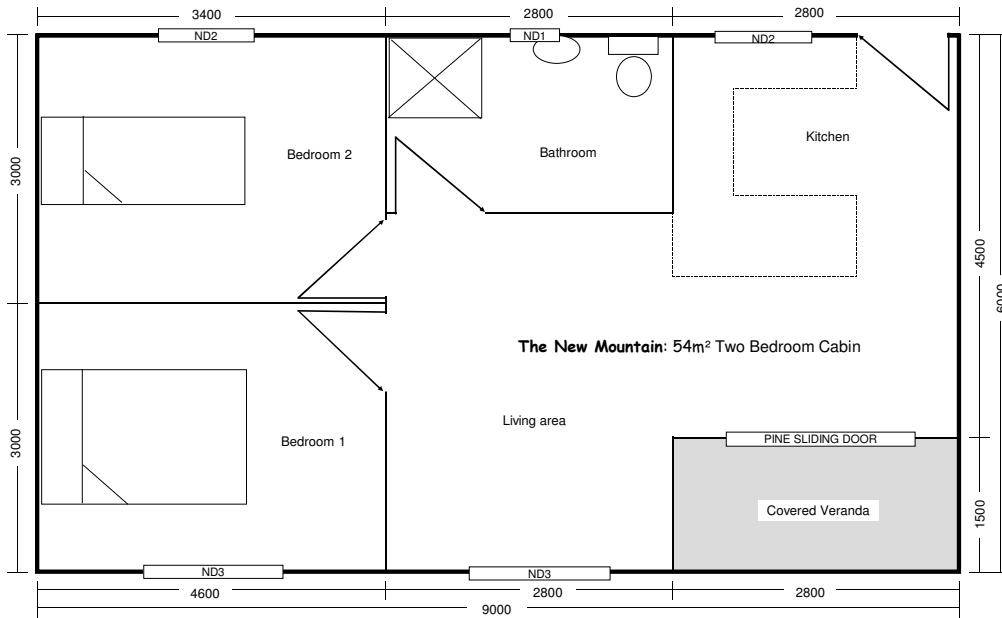 3400 2800 2800
ND2 ND1 ND2
Kitchen
Bedroom 2 Bathroom
3000
4500
6000
The New Mountain: 54m² Two Bedroom Cabin
Living area
3000
Bedroom 1
PINE SLIDING DOOR
Covered Veranda
1500
ND3 ND3
4600 2800 2800
9000